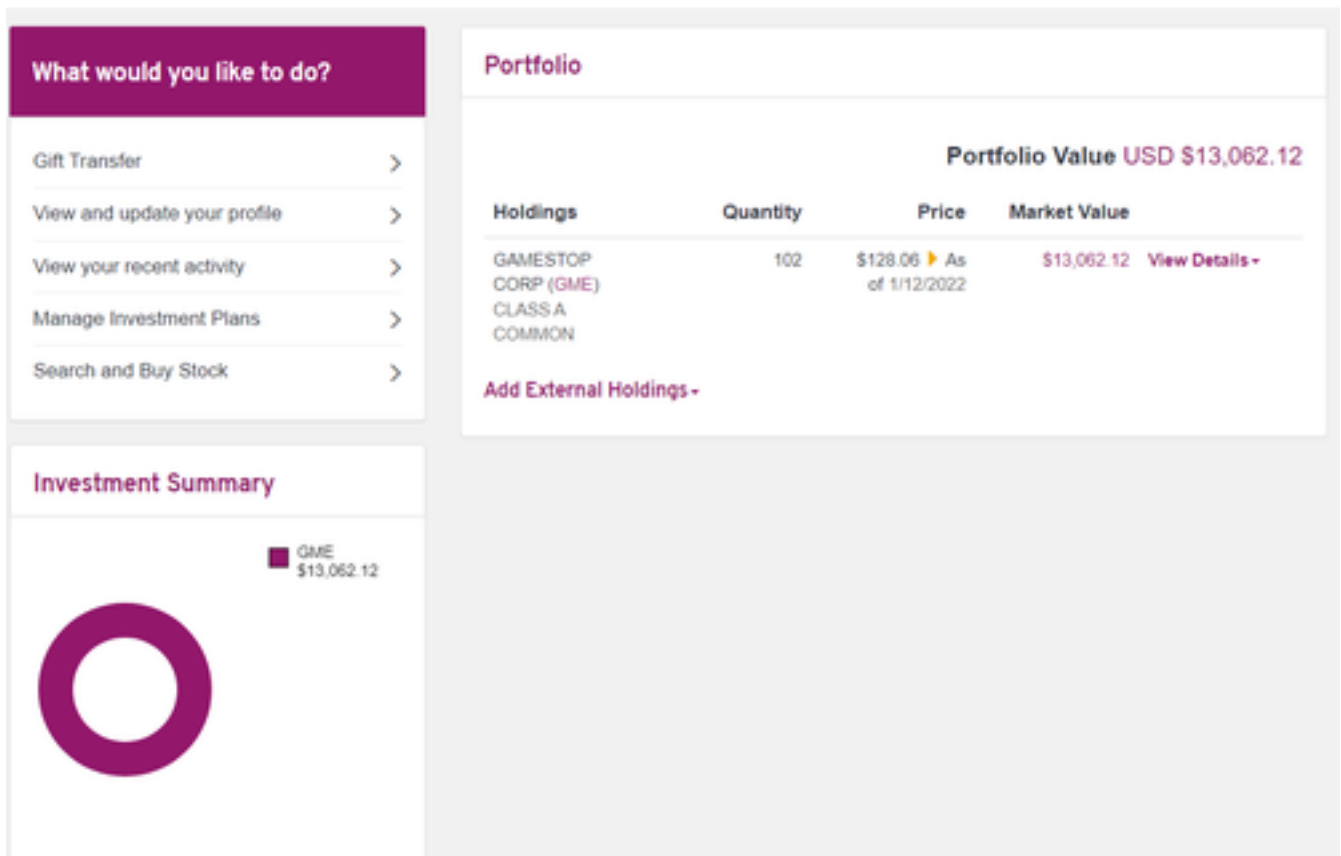 What would you like to do?
Gift Transfer
View and update your profile
View your recent activity
Manage Investment Plans
Search and Buy Stock
Portfolio
Portfolio Value USD $13,062.12
Holdings Quantity Price Market Value
GAMESTOP 102 $128.06 As $13,062.12 View Details
CORP (GME) of 1/12/2022
CLASS A
COMMON
Add External Holdings
Investment Summary
GME
$13,062.12